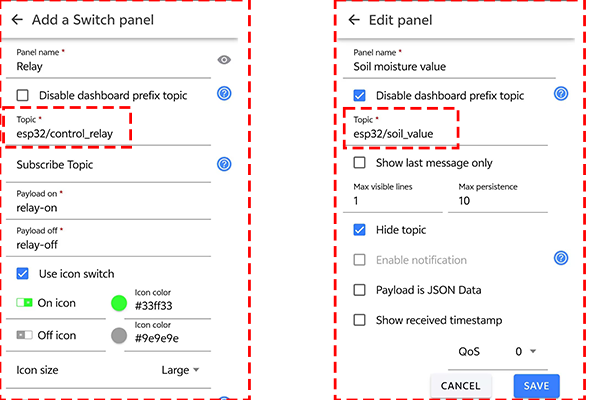 Add a Switch panel
Panel name *
Relay
Disable dashboard prefix topic
Topic *
esp32/control_relay
Subscribe Topic
Payload on *
relay-on
Payload off *
relay-off
Use icon switch
On icon
Icon color
#33ff33
Off icon
Icon color
#9e9e9e
Icon size
Large
Edit panel
Panel name *
Soil moisture value
Disable dashboard prefix topic
Topic *
esp32/soil_value
Show last message only
Max visible lines
Max persistence
1
10
Hide topic
Enable notification
Payload is JSON Data
Show received timestamp
QoS
0
CANCEL
SAVE